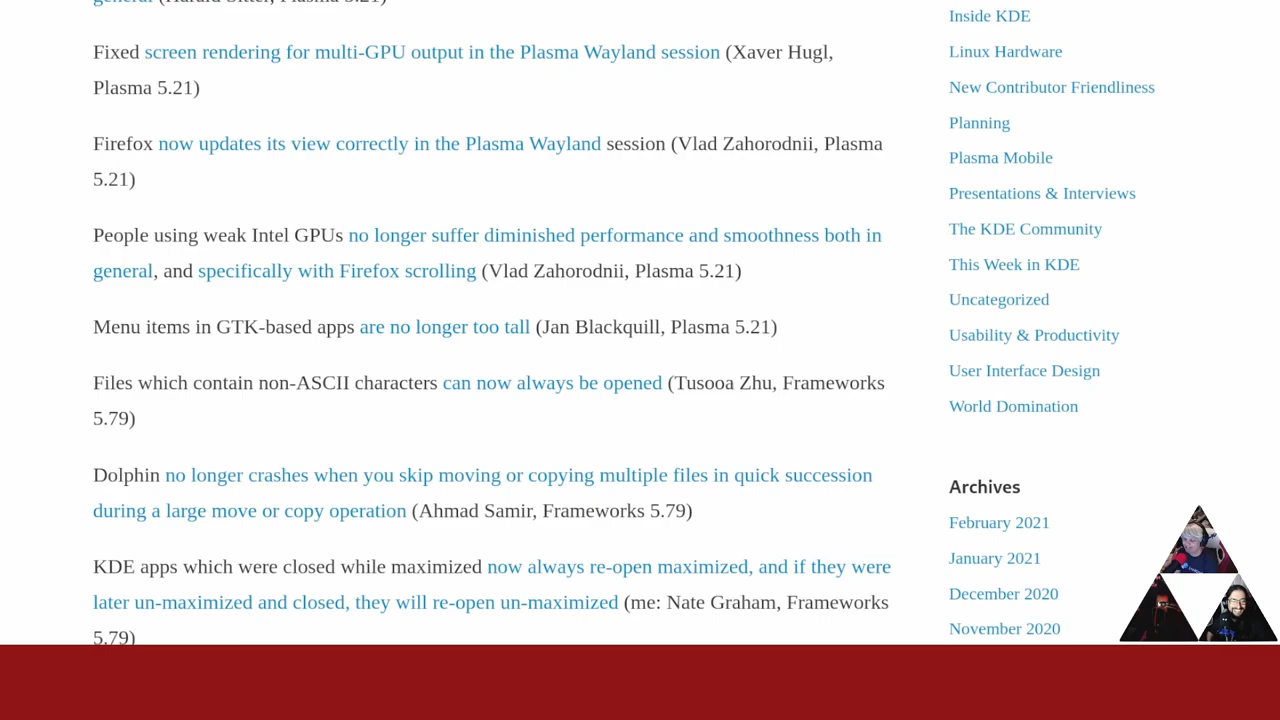 general (Harald Sitter, Plasma 5.21)
Fixed screen rendering for multi-GPU output in the Plasma Wayland session (Xaver Hugl,
Plasma 5.21)
Firefox now updates its view correctly in the Plasma Wayland session (Vlad Zahorodnii, Plasma
5.21)
People using weak Intel GPUs no longer suffer diminished performance and smoothness both in
general, and specifically with Firefox scrolling (Vlad Zahorodnii, Plasma 5.21)
Menu items in GTK-based apps are no longer too tall (Jan Blackquill, Plasma 5.21)
Files which contain non-ASCII characters can now always be opened (Tusooa Zhu, Frameworks
5.79)
Dolphin no longer crashes when you skip moving or copying multiple files in quick succession
during a large move or copy operation (Ahmad Samir, Frameworks 5.79)
KDE apps which were closed while maximized now always re-open maximized, and if they were
later un-maximized and closed, they will re-open un-maximized (me: Nate Graham, Frameworks
5.79)
Inside KDE
Linux Hardware
New Contributor Friendliness
Planning
Plasma Mobile
Presentations & Interviews
The KDE Community
This Week in KDE
Uncategorized
Usability & Productivity
User Interface Design
World Domination
Archives
February 2021
January 2021
December 2020
November 2020